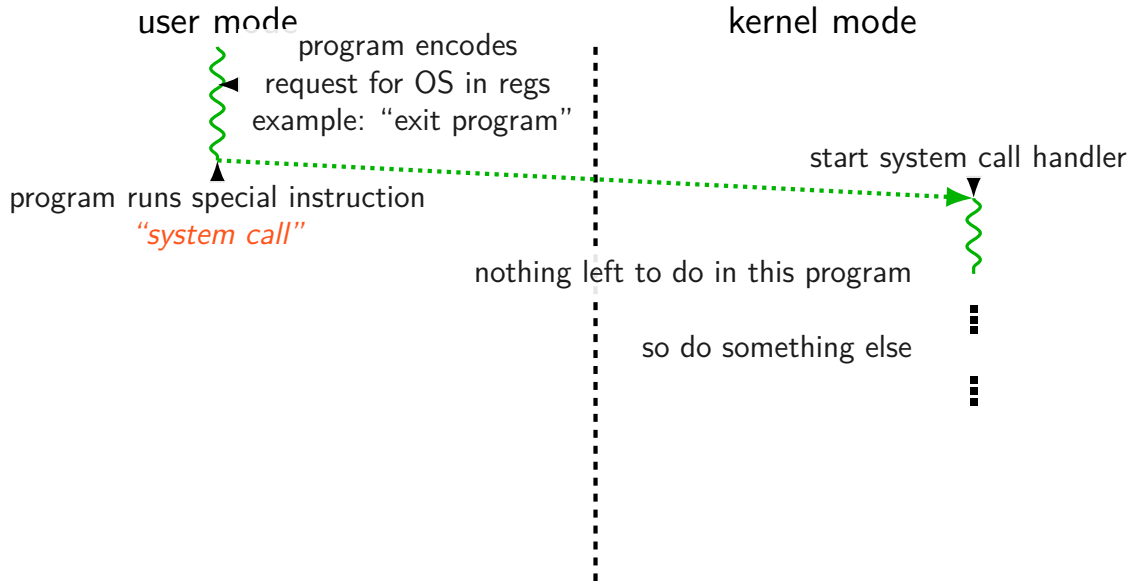 user mode
kernel mode
program encodes
request for OS in regs
example: “exit program”
start system call handler
program runs special instruction
“system call”
nothing left to do in this program
so do something else